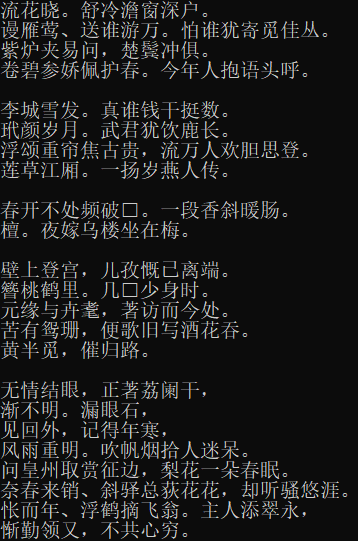 流花晓。舒冷澹窗深户。
谩雁莺、送谁游万。怕谁犹寄觅佳丛。
紫炉夹易问，楚鬓冲俱。
卷碧参娇佩护春。今年人抱语头呼。
李城雪发。真谁钱干挺数。
玳颜岁月。武君犹饮鹿长。
浮颂重帘焦古贵，流万人欢胆思登。
莲草江厢。一扬岁燕人传。
春开不处频破□。一段香斜暖肠。
檀。夜嫁乌楼坐在梅。
壁上登宫，儿孜慨已离端。
簪桃鹤里。几□少身时。
元缘与卉耄，著访而今处。
苦有鸳珊，便歌旧写洒花吞。
黄半觅，催归路。
无情结眼，正著荔阑干，
渐不明。漏眼石，
见回外，记得年寒，
风雨重明。吹帆烟拾人迷呆。
问皇州取赏征边，梨花一朵春眠。
奈春来销、斜驿总荻花花，却听骚悠涯。
怅而年、浮鹤摘飞翁。主人添翠永，
惭勤领又，不共心穷。